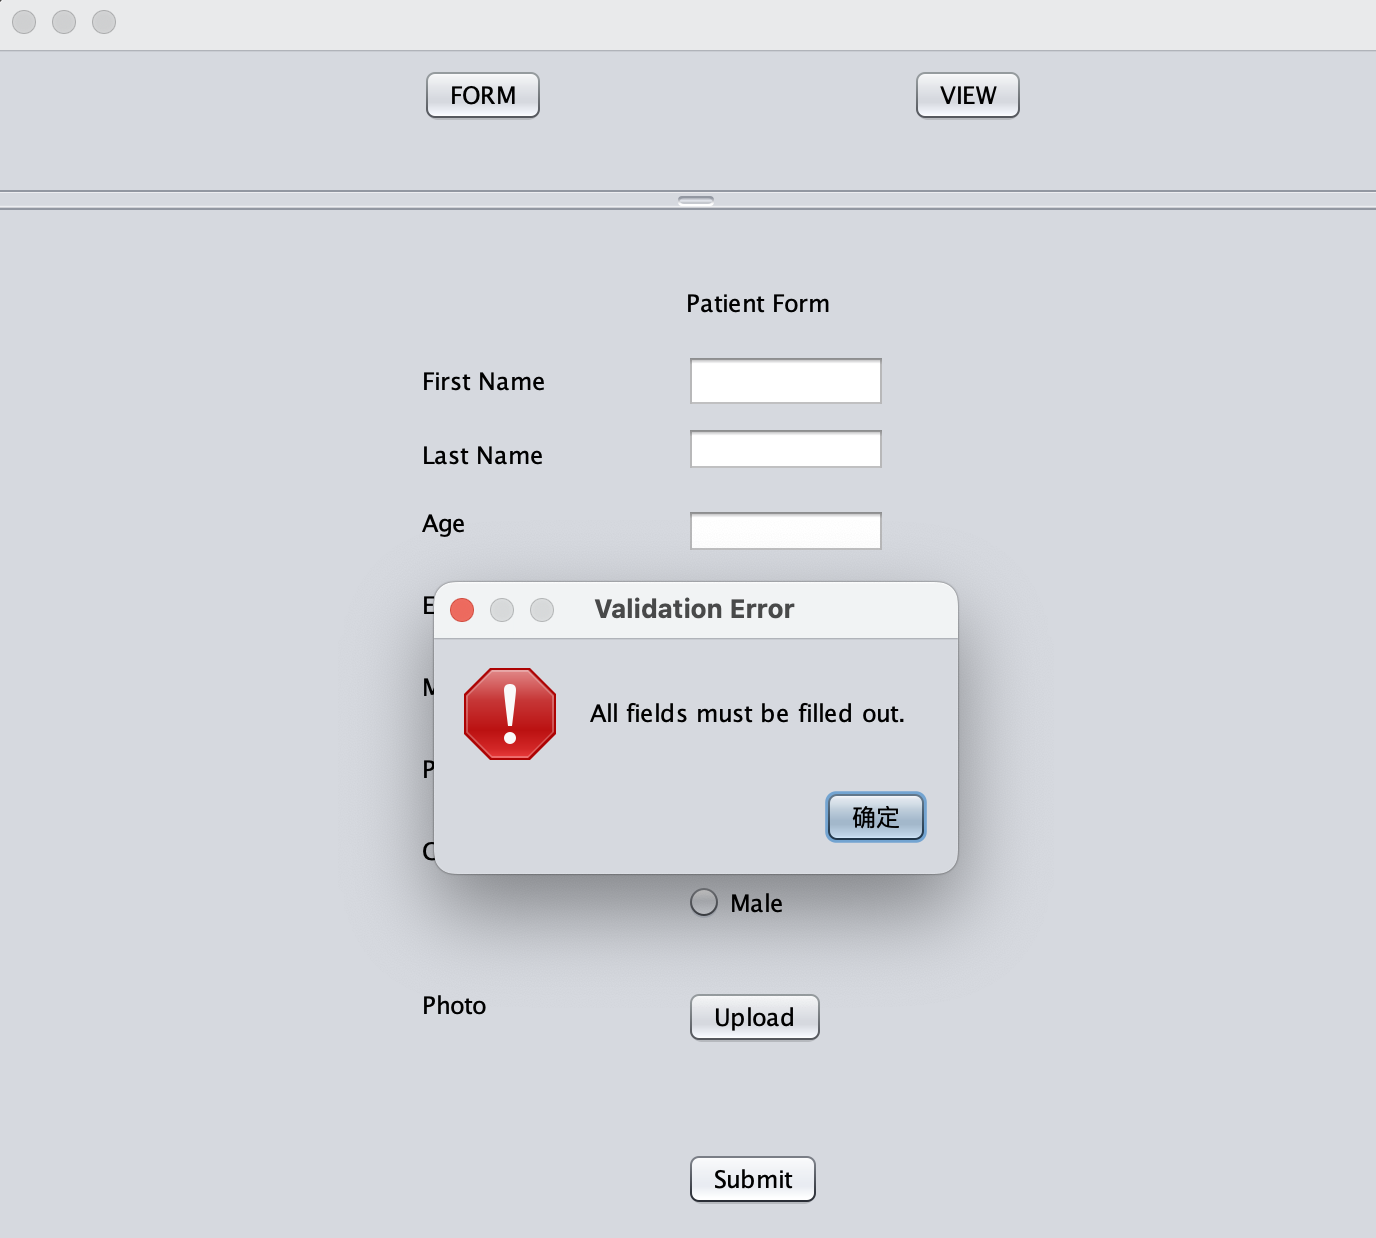 FORM
VIEW
Patient Form
First Name
Last Name
Age
Validation Error
All fields must be filled out.
确定
Male
Photo
Upload
Submit